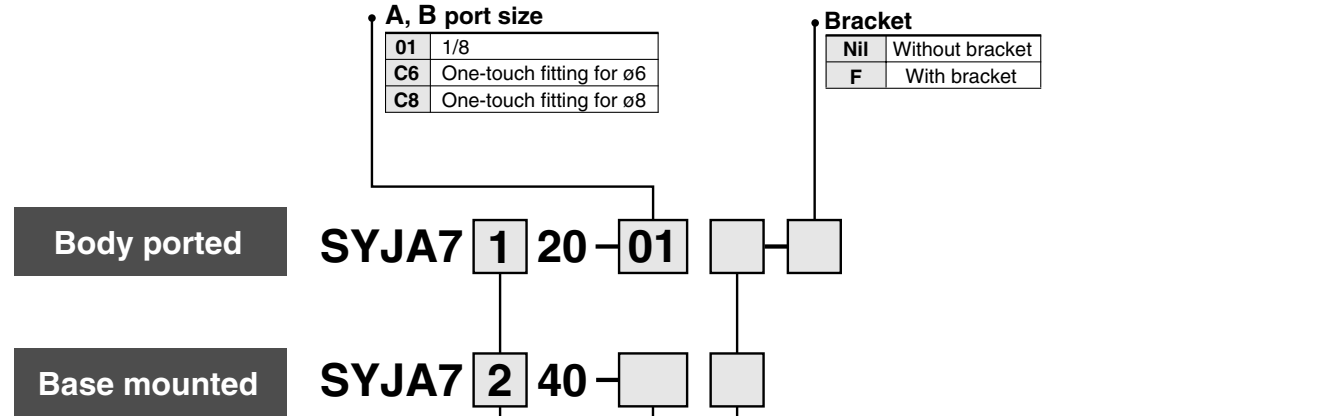 A, B port size
01 1/8
C6 One-touch fitting for ø6
C8 One-touch fitting for ø8
Bracket
Nil Without bracket
F With bracket
Body ported SYJA7 1 20 - 01 -
Base mounted SYJA7 2 40 -